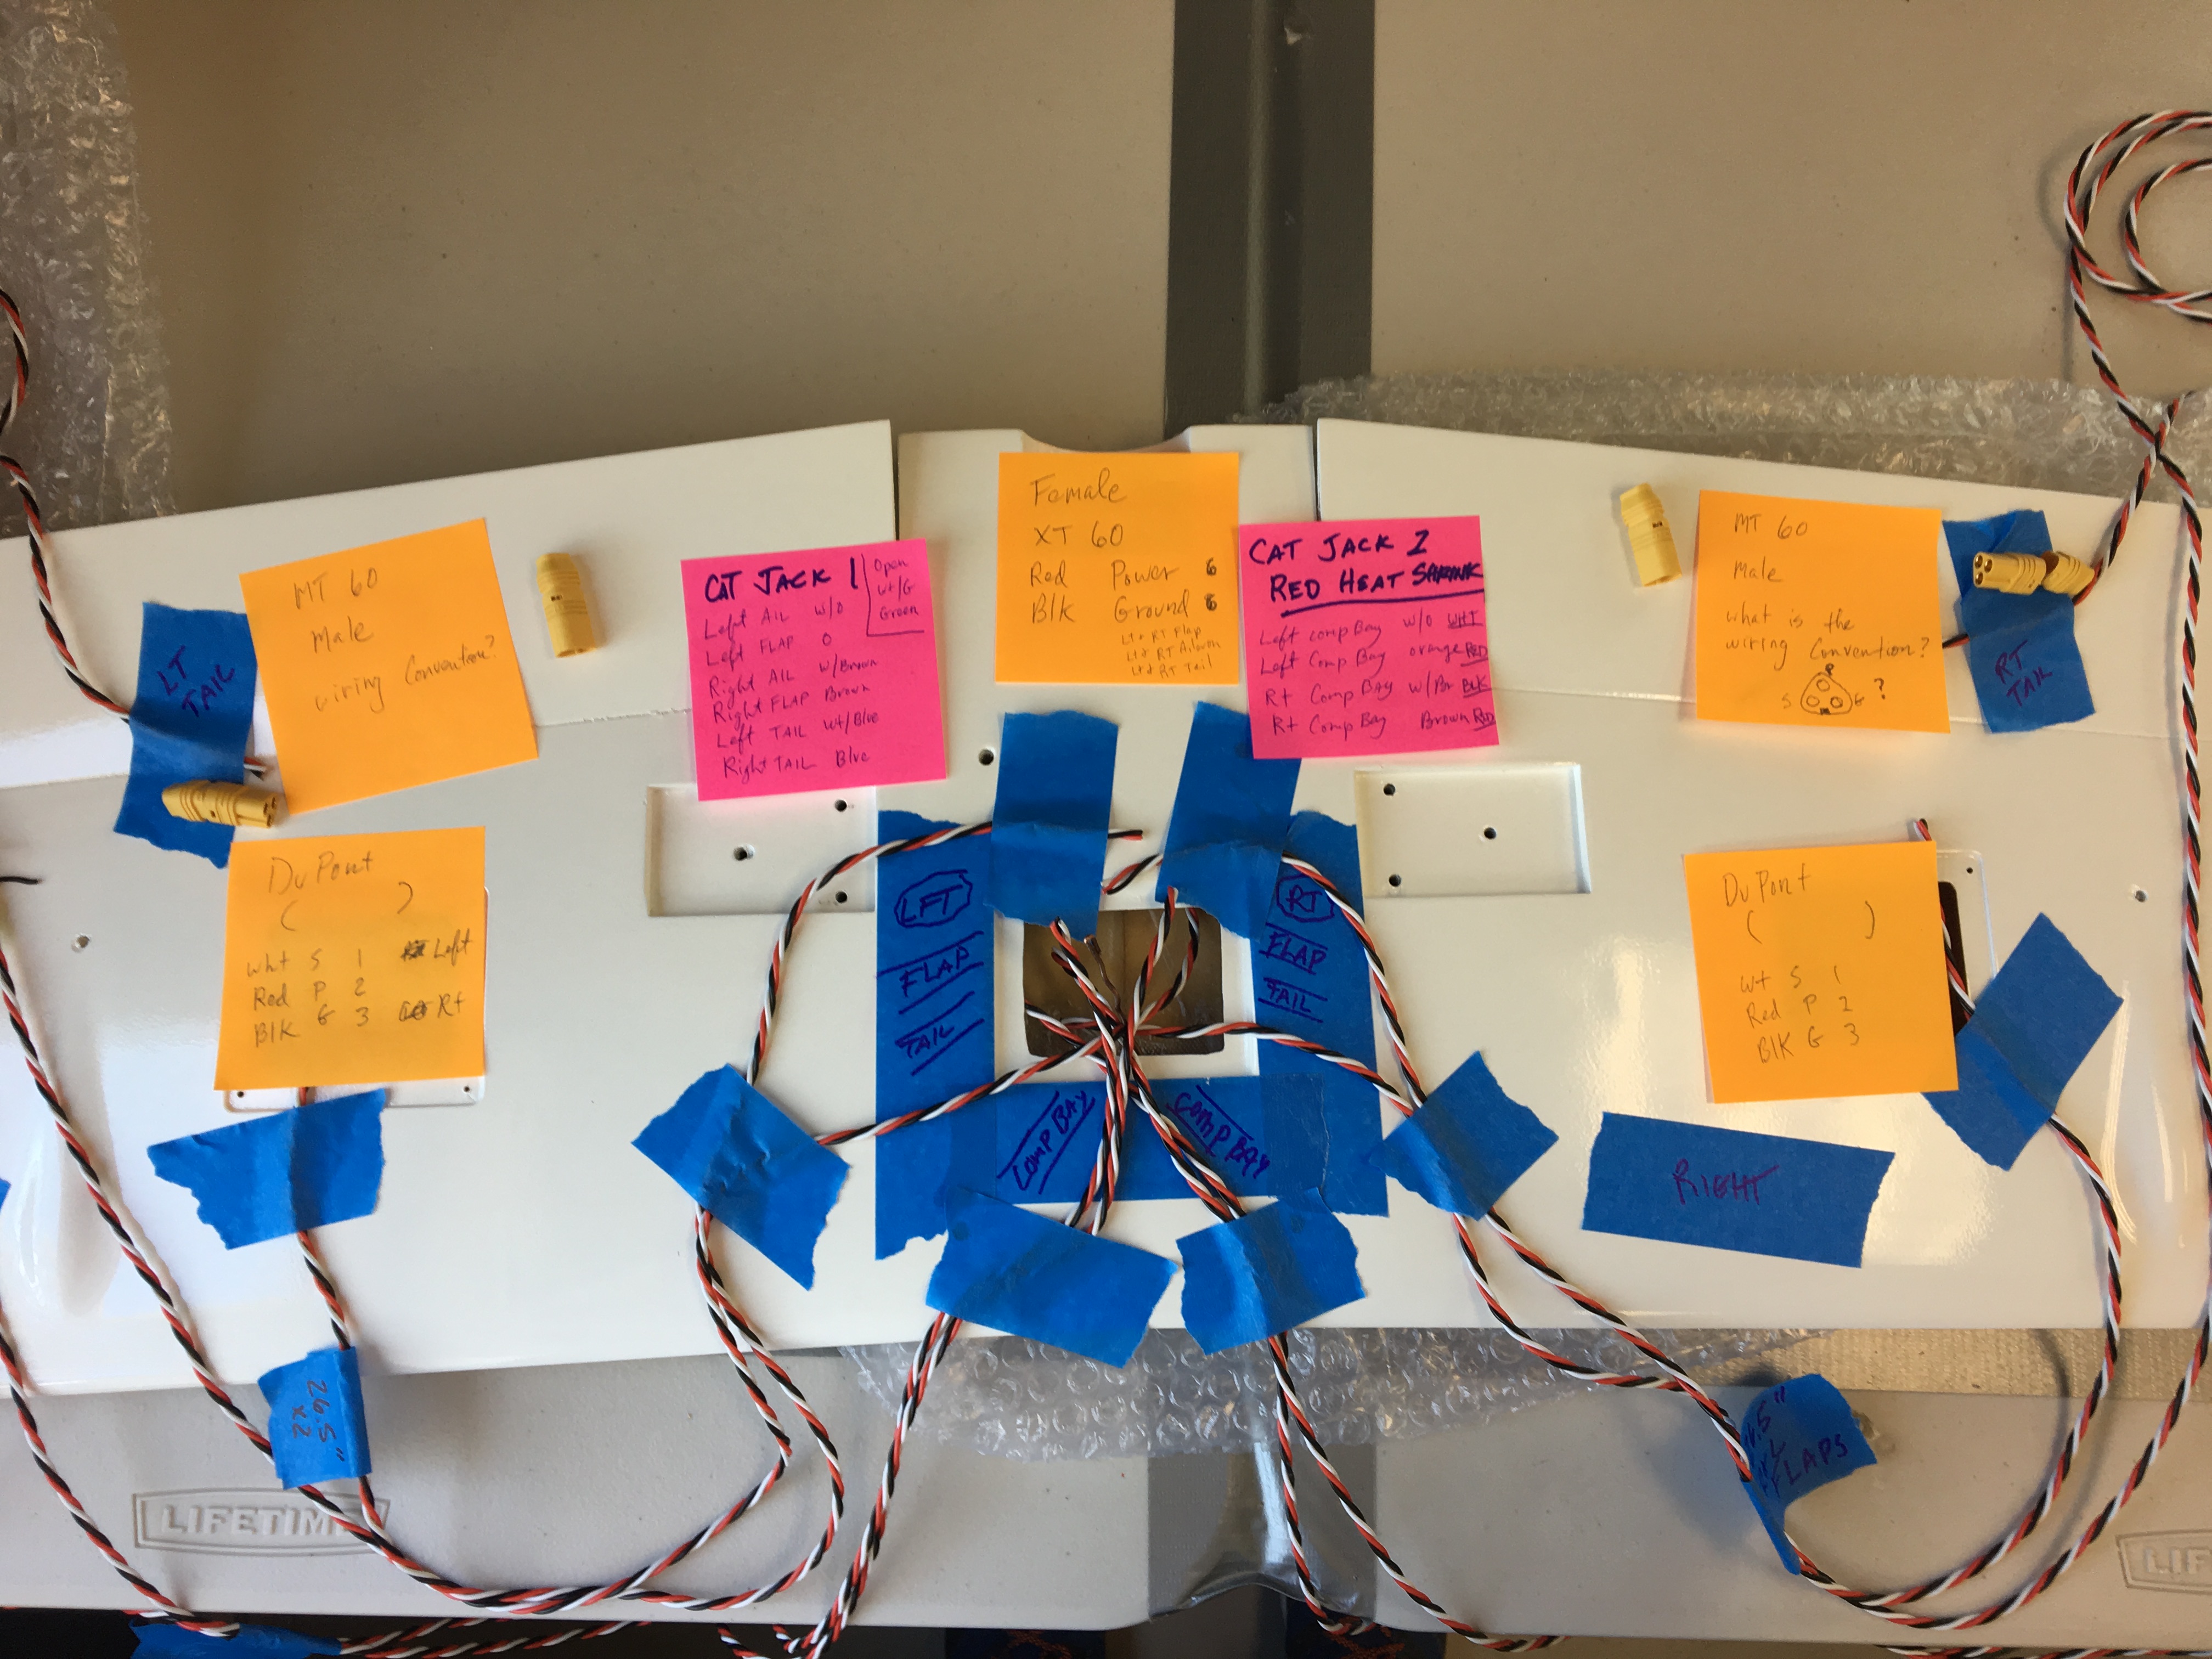 MT 60
Male
wiring Convention?
LT
TAIL
CAT JACK 1
Open
wt/G
Green
Left AIL w/o
Left FLAP O
Right AIL w/Brown
Right FLAP Brown
Left TAIL wt/Blue
Right TAIL Blue
Female
XT 60
Red Power 6
Blk Ground 6
Lt & RT Flap
Lt & RT Aileron
Lt & RT Tail
CAT JACK 2
RED HEAT SHRINK
Left comp Bay w/o WHT
Left Comp Bay orange RED
Rt Comp BAY w/Br BLK
Rt Comp Bay Brown RED
MT 60
Male
what is the
wiring Convention?
P
S G ?
RT
TAIL
DuPont
( )
wht S 1 Left
Red P 2
Blk G 3 Rt
LFT
FLAP
TAIL
RT
FLAP
TAIL
COMP BAY
COMP BAY
DuPont
( )
wt S 1
Red P 2
Blk G 3
RIGHT
26.5"
x2
FLAPS
LIFETIME
LIF